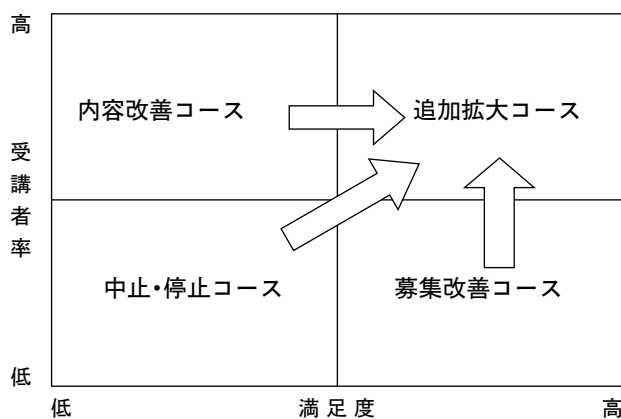 高
内容改善コース
追加拡大コース
受講者率
中止・停止コース
募集改善コース
低
低
満足度
高